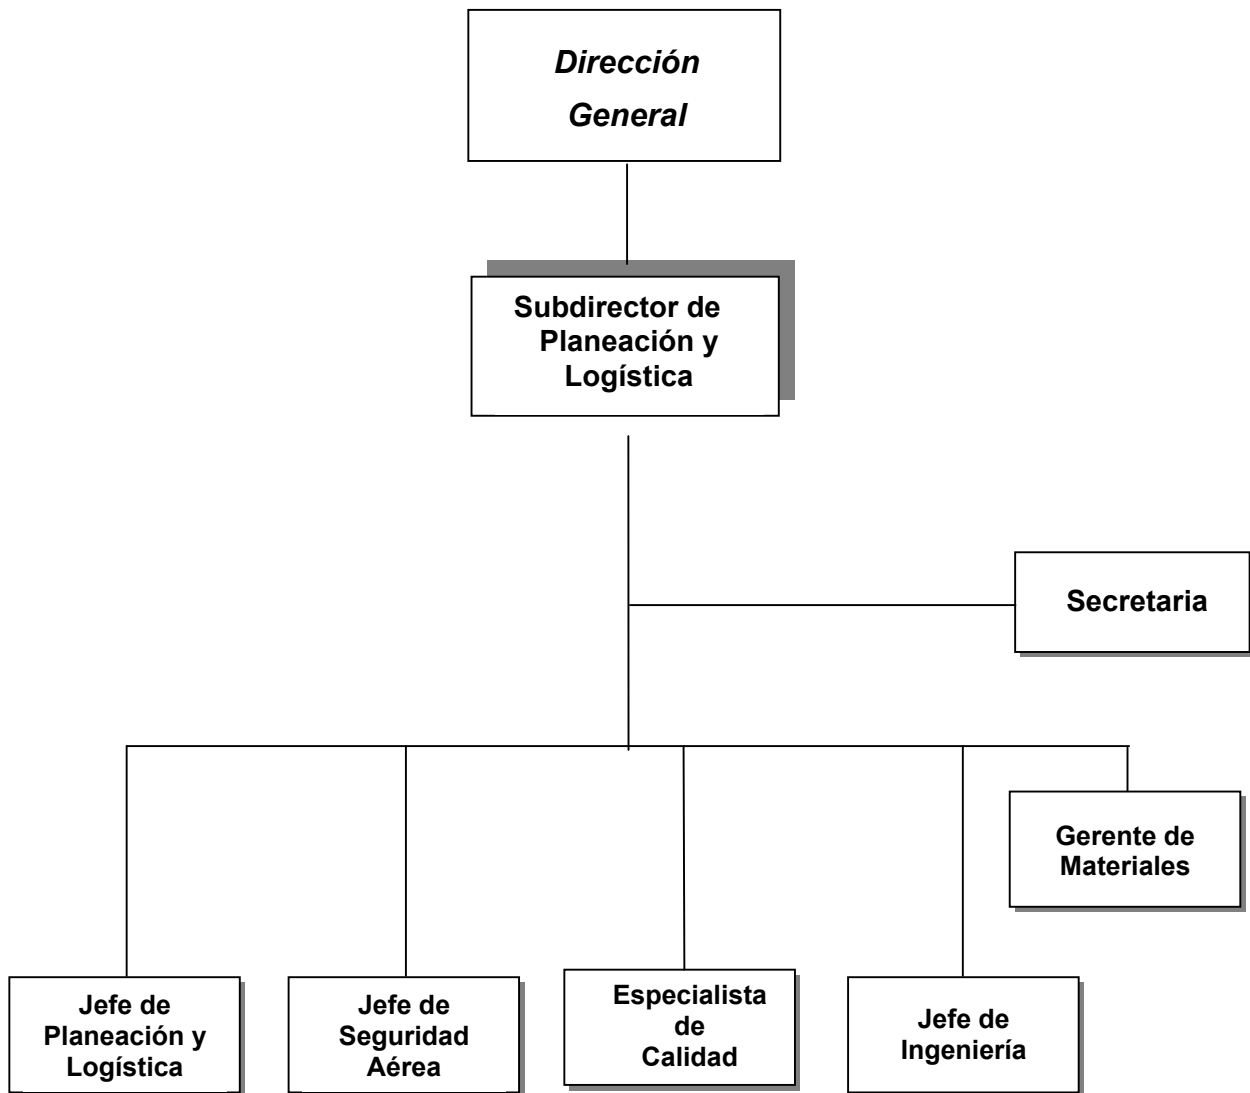 Dirección
General
Subdirector de
Planeación y
Logística
Secretaria
Gerente de
Materiales
Jefe de
Planeación y
Logística
Jefe de
Seguridad
Aérea
Especialista
de
Calidad
Jefe de
Ingeniería